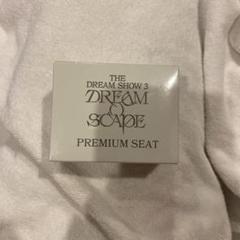 THE
DREAM SHOW 3
DREAM
SCAPE
PREMIUM SEAT